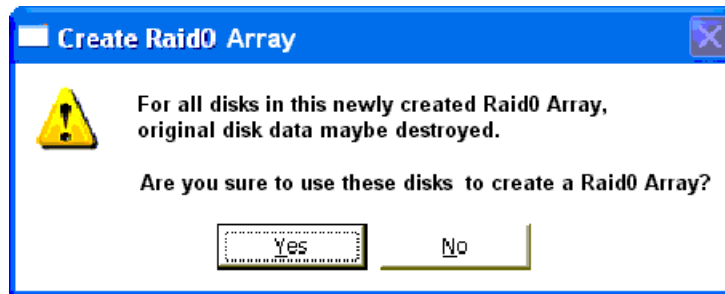 Create Raid0 Array
For all disks in this newly created Raid0 Array,
original disk data maybe destroyed.
Are you sure to use these disks to create a Raid0 Array?
Yes
No